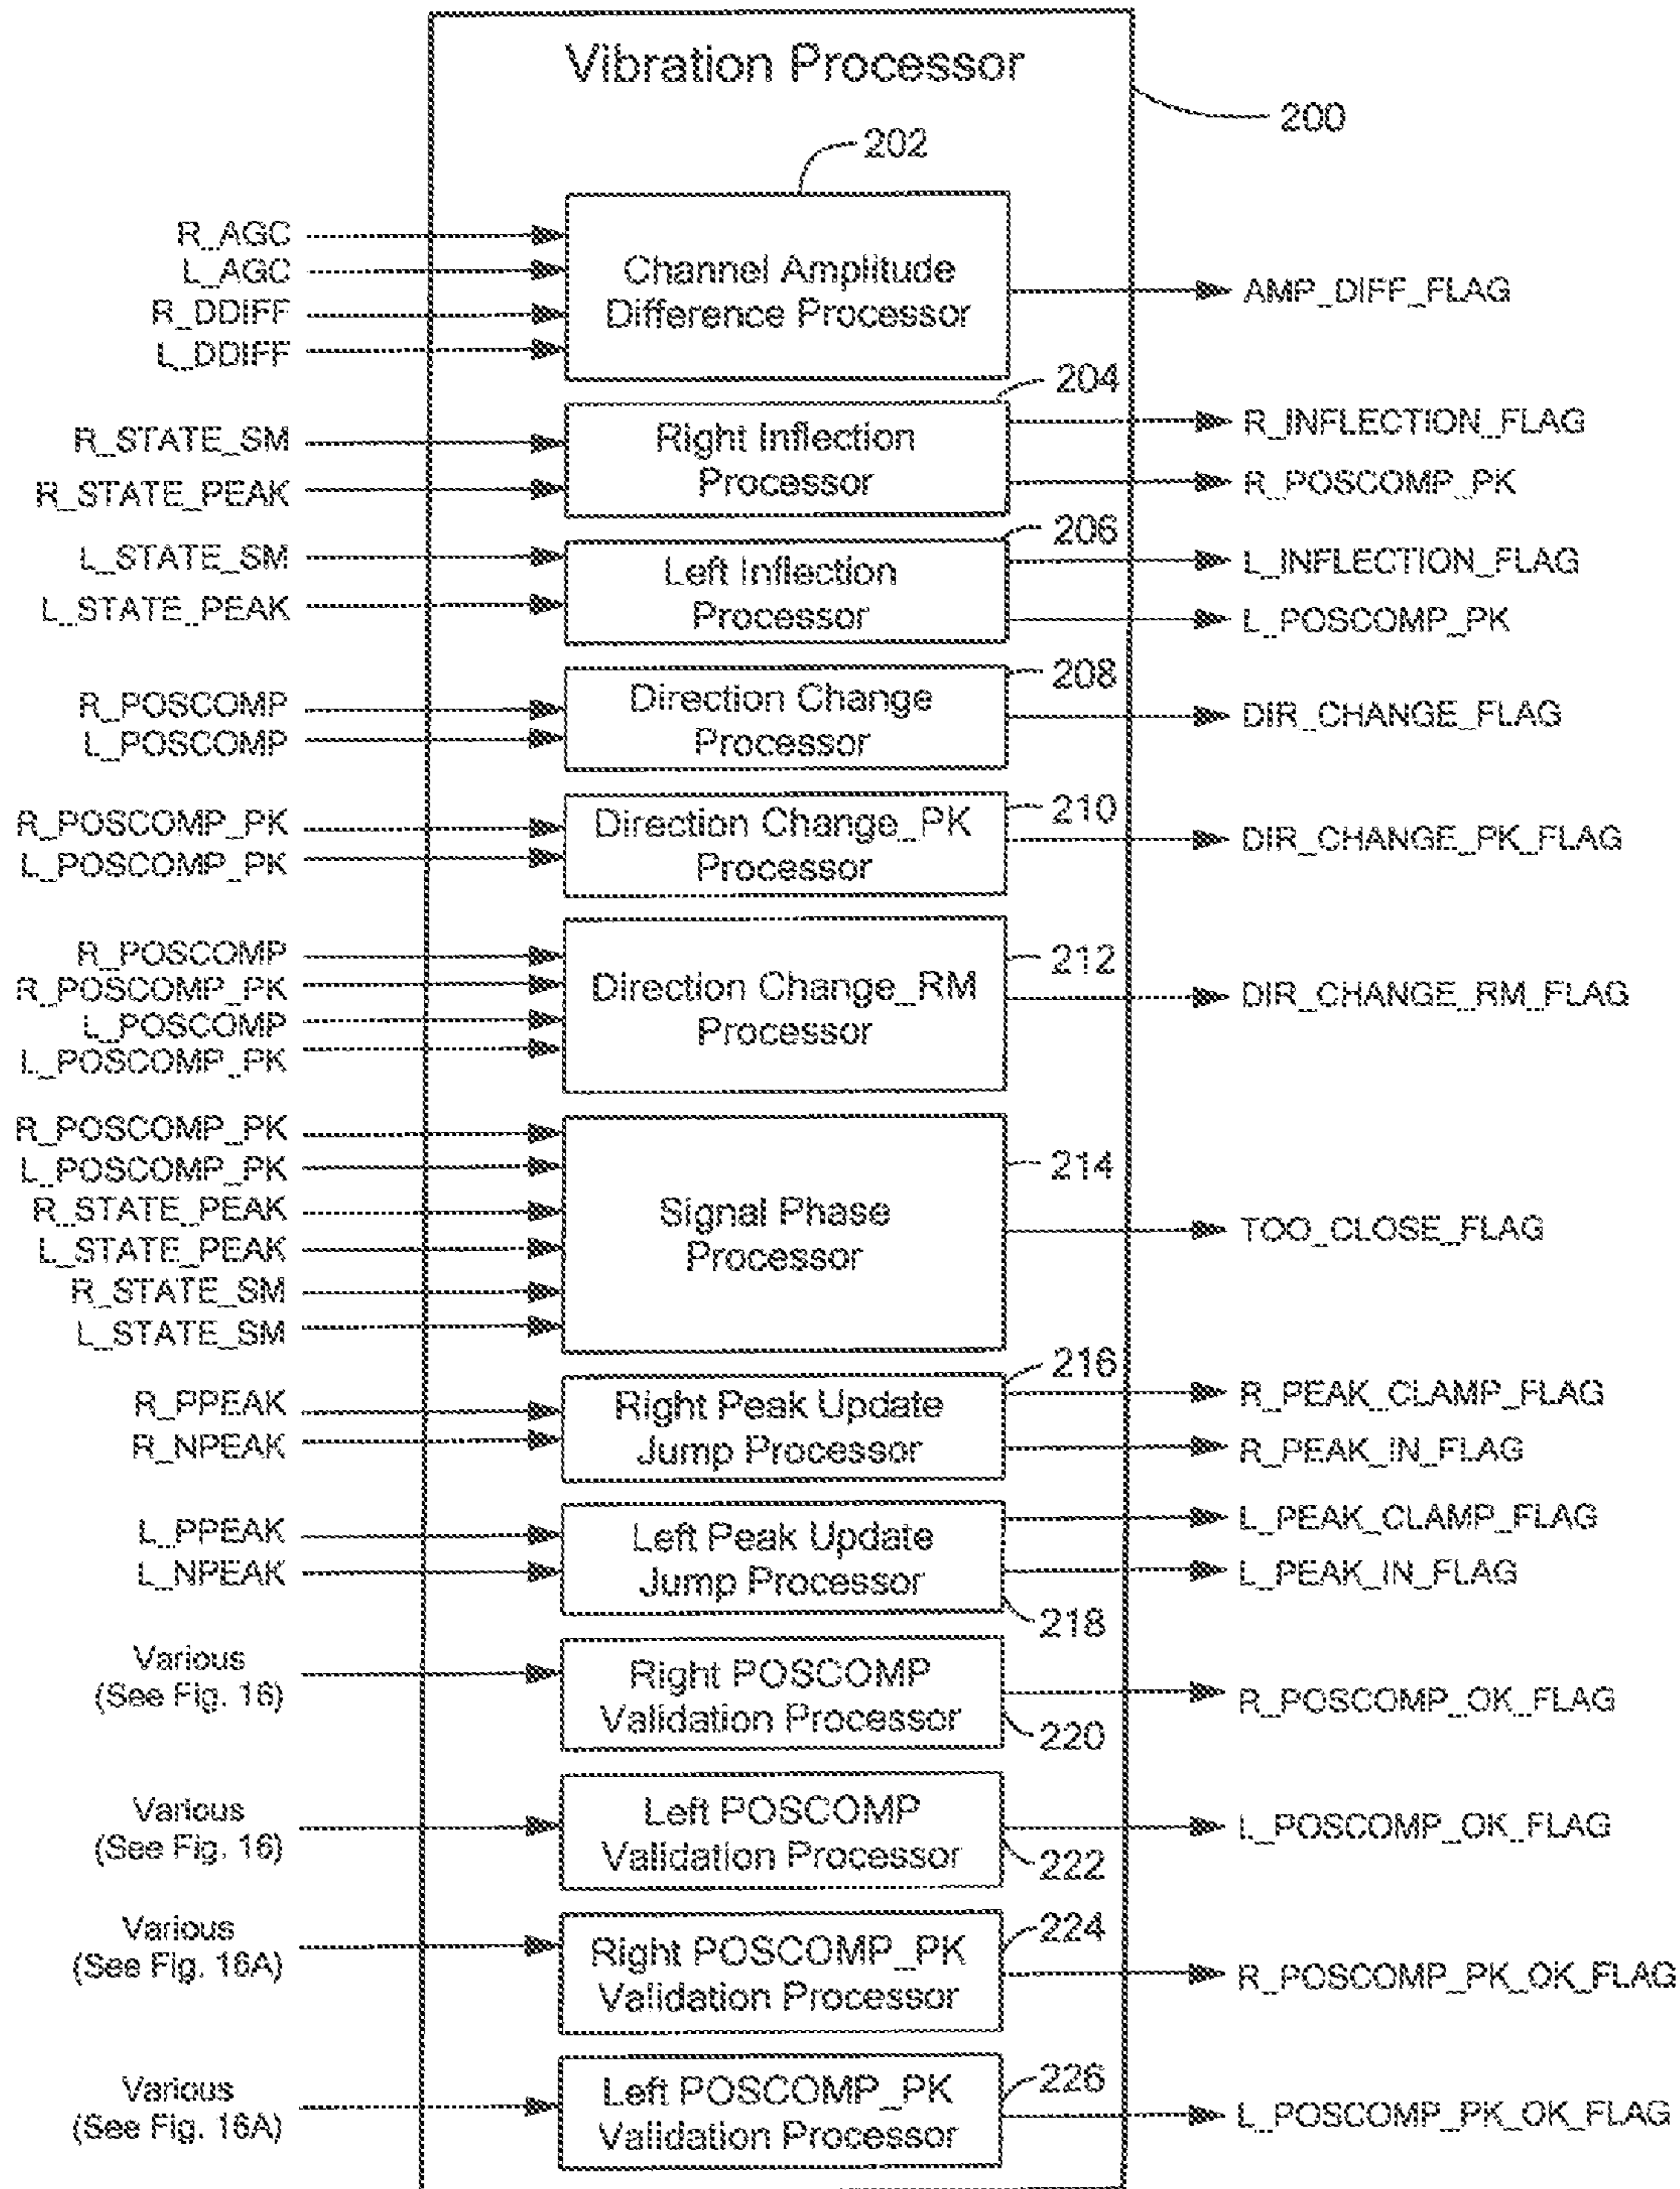 Vibration Processor
200
202
R_AGC
L_AGC
R_DDIFF
L_DDIFF
Channel Amplitude
Difference Processor
AMP_DIFF_FLAG
204
R_STATE_SM
R_STATE_PEAK
Right Inflection
Processor
R_INFLECTION_FLAG
R_POSCOMP_PK
206
L_STATE_SM
L_STATE_PEAK
Left Inflection
Processor
L_INFLECTION_FLAG
L_POSCOMP_PK
208
R_POSCOMP
L_POSCOMP
Direction Change
Processor
DIR_CHANGE_FLAG
210
R_POSCOMP_PK
L_POSCOMP_PK
Direction Change_PK
Processor
DIR_CHANGE_PK_FLAG
212
R_POSCOMP
R_POSCOMP_PK
L_POSCOMP
L_POSCOMP_PK
Direction Change_RM
Processor
DIR_CHANGE_RM_FLAG
214
R_POSCOMP_PK
L_POSCOMP_PK
R_STATE_PEAK
L_STATE_PEAK
R_STATE_SM
L_STATE_SM
Signal Phase
Processor
TOO_CLOSE_FLAG
216
R_PPEAK
R_NPEAK
Right Peak Update
Jump Processor
R_PEAK_CLAMP_FLAG
R_PEAK_IN_FLAG
L_PPEAK
L_NPEAK
Left Peak Update
Jump Processor
L_PEAK_CLAMP_FLAG
L_PEAK_IN_FLAG
218
Various
(See Fig. 16)
Right POSCOMP
Validation Processor
R_POSCOMP_OK_FLAG
220
Various
(See Fig. 16)
Left POSCOMP
Validation Processor
L_POSCOMP_OK_FLAG
222
Various
(See Fig. 16A)
Right POSCOMP_PK
Validation Processor
224
R_POSCOMP_PK_OK_FLAG
Various
(See Fig. 16A)
Left POSCOMP_PK
Validation Processor
226
L_POSCOMP_PK_OK_FLAG